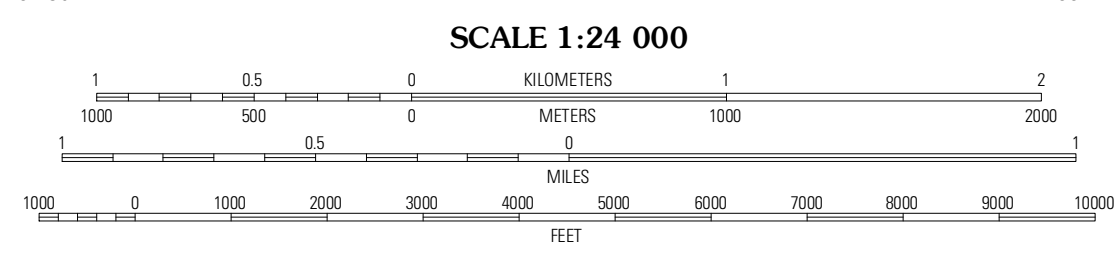 SCALE 1:24 000
1 0.5 0 KILOMETERS 1 2
1000 500 0 METERS 1000 2000
1 0.5 0 1
MILES
1000 0 1000 2000 3000 4000 5000 6000 7000 8000 9000 10000
FEET